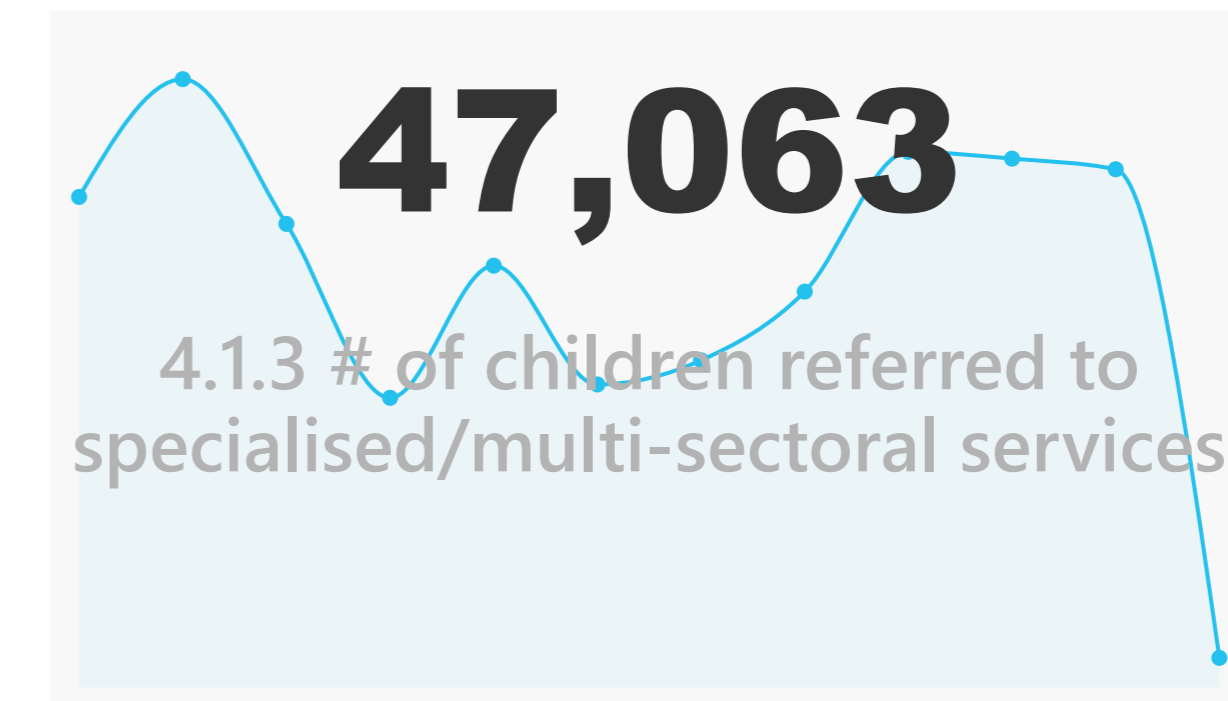 47,063
4.1.3 # of children referred to
specialised/multi-sectoral services